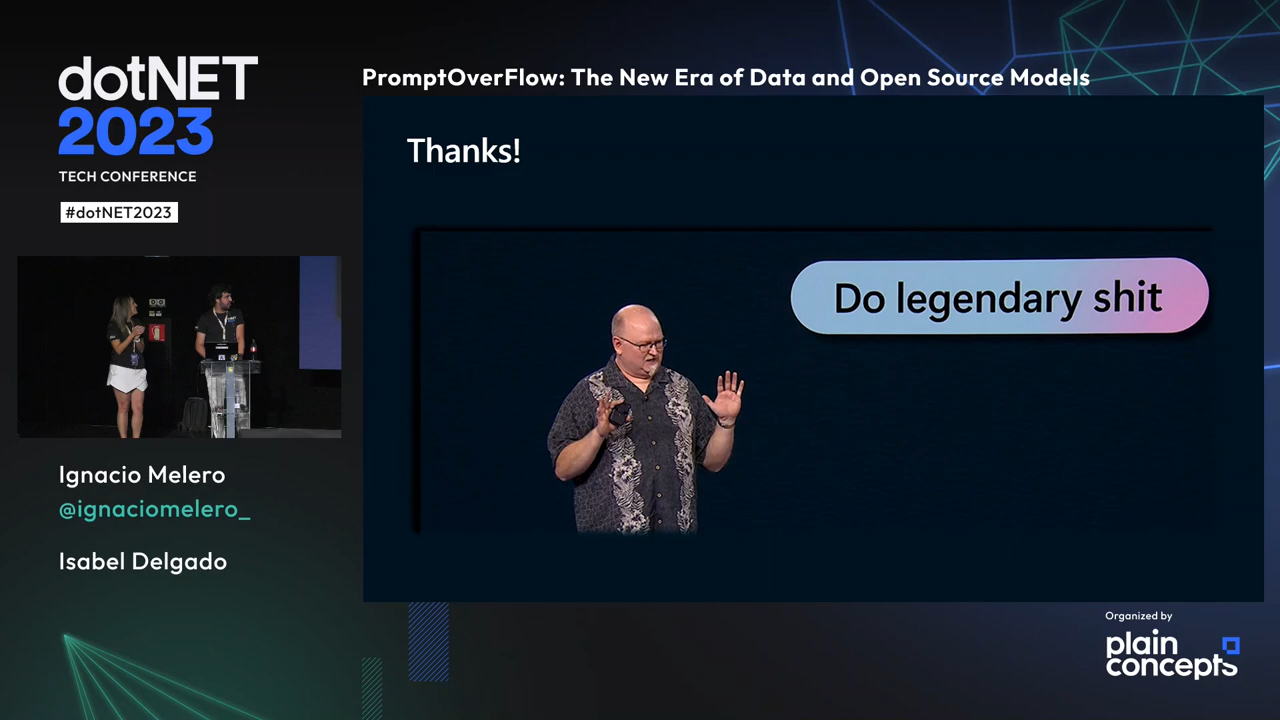 dotNET
2023
TECH CONFERENCE
#dotNET2023
PromptOverFlow: The New Era of Data and Open Source Models
Thanks!
Do legendary shit
Ignacio Melero
@ignaciomelero_
Isabel Delgado
Organized by
plain
concepts